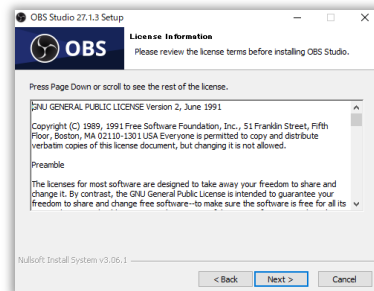 OBS Studio 27.1.3 Setup
OBS
License Information
Please review the license terms before installing OBS Studio.
Press Page Down or scroll to see the rest of the license.
GNU GENERAL PUBLIC LICENSE Version 2, June 1991
Copyright (C) 1989, 1991 Free Software Foundation, Inc., 51 Franklin Street, Fifth
Floor, Boston, MA 02110-1301 USA Everyone is permitted to copy and distribute
verbatim copies of this license document, but changing it is not allowed.
Preamble
The licenses for most software are designed to take away your freedom to share and
change it. By contrast, the GNU General Public License is intended to guarantee your
freedom to share and change free software--to make sure the software is free for all its
Nullsoft Install System v3.06.1
< Back
Next >
Cancel